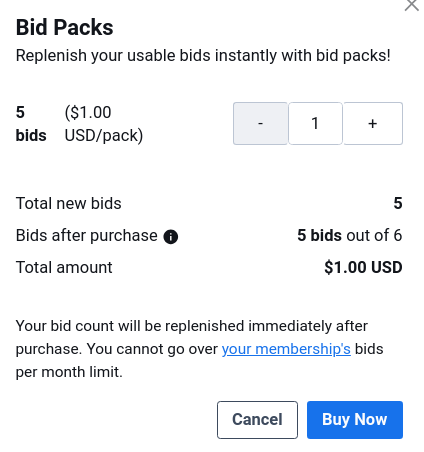 Bid Packs
Replenish your usable bids instantly with bid packs!
5 bids ($1.00 USD/pack)
- 1 +
Total new bids 5
Bids after purchase i 5 bids out of 6
Total amount $1.00 USD
Your bid count will be replenished immediately after
purchase. You cannot go over your membership's bids
per month limit.
Cancel Buy Now